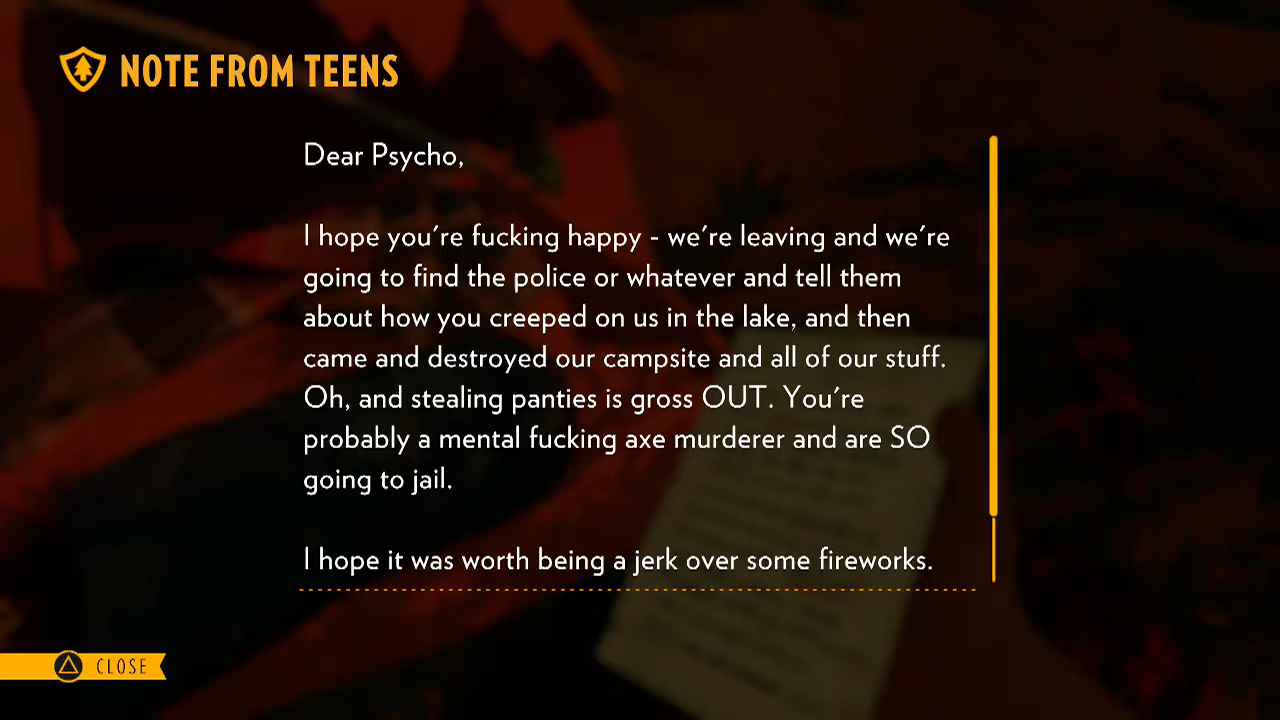 NOTE FROM TEENS
Dear Psycho,
I hope you're fucking happy - we're leaving and we're
going to find the police or whatever and tell them
about how you creeped on us in the lake, and then
came and destroyed our campsite and all of our stuff.
Oh, and stealing panties is gross OUT. You're
probably a mental fucking axe murderer and are SO
going to jail.
I hope it was worth being a jerk over some fireworks.
CLOSE